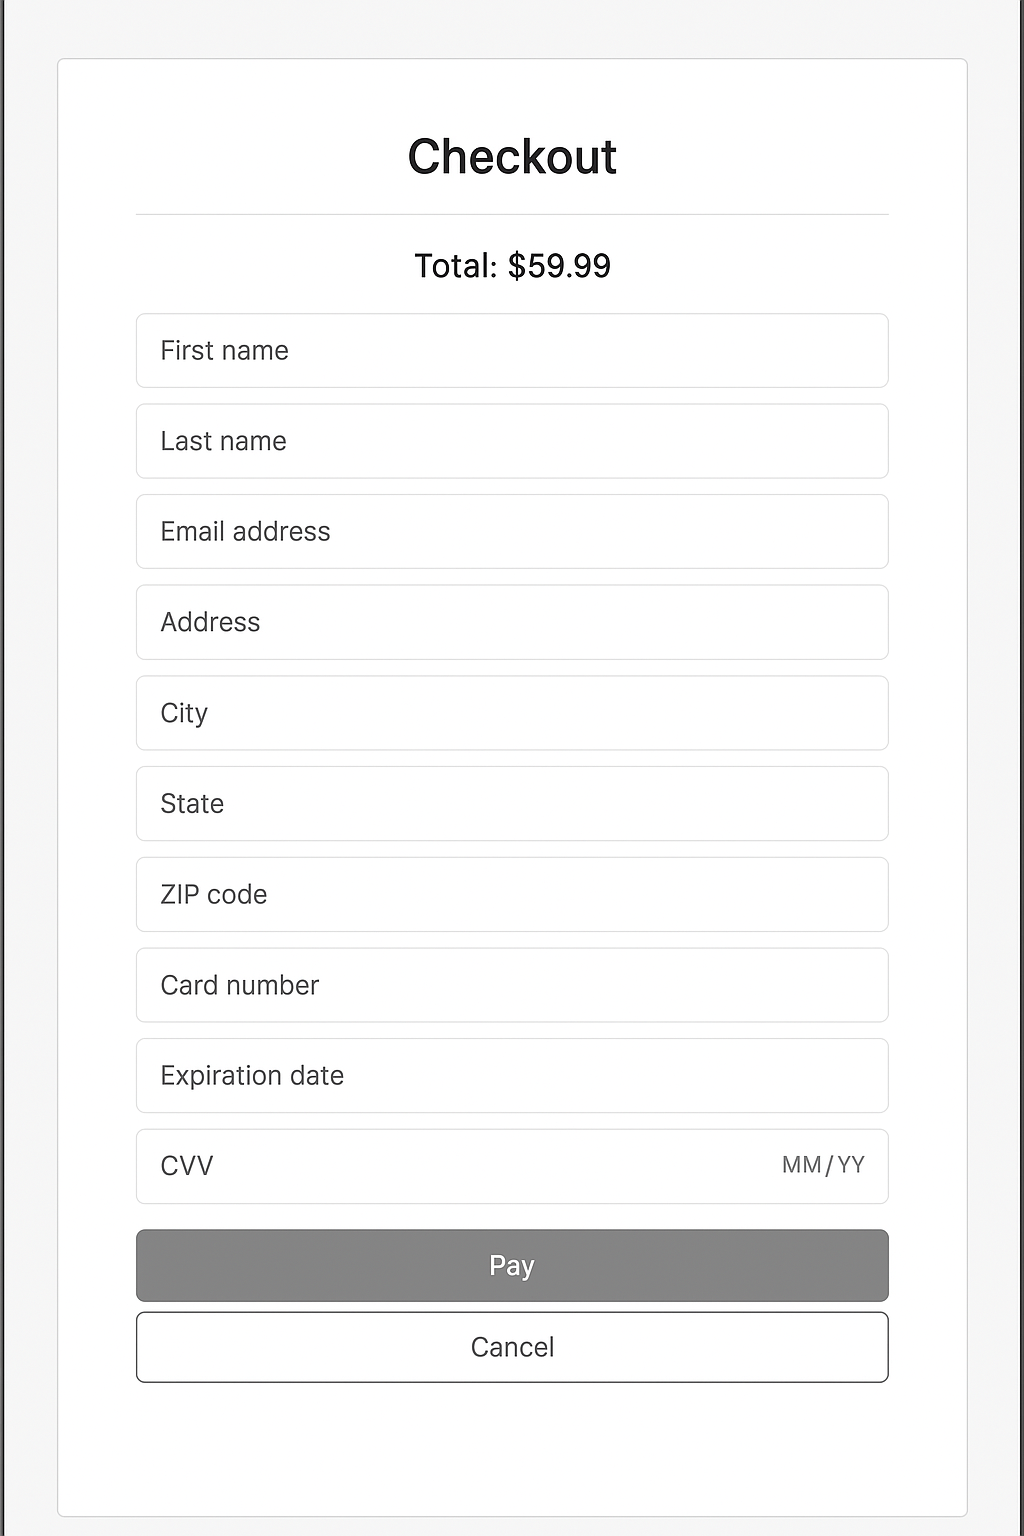 Checkout
Total: $59.99
First name
Last name
Email address
Address
City
State
ZIP code
Card number
Expiration date
CVV MM/YY
Pay
Cancel